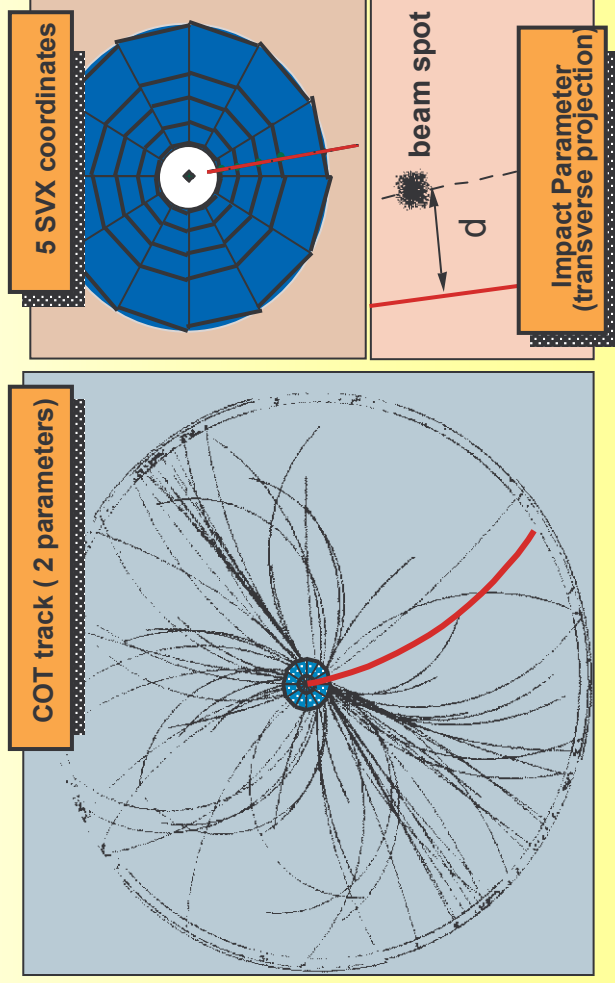 COT track ( 2 parameters)
5 SVX coordinates
beam spot
d
Impact Parameter
(transverse projection)